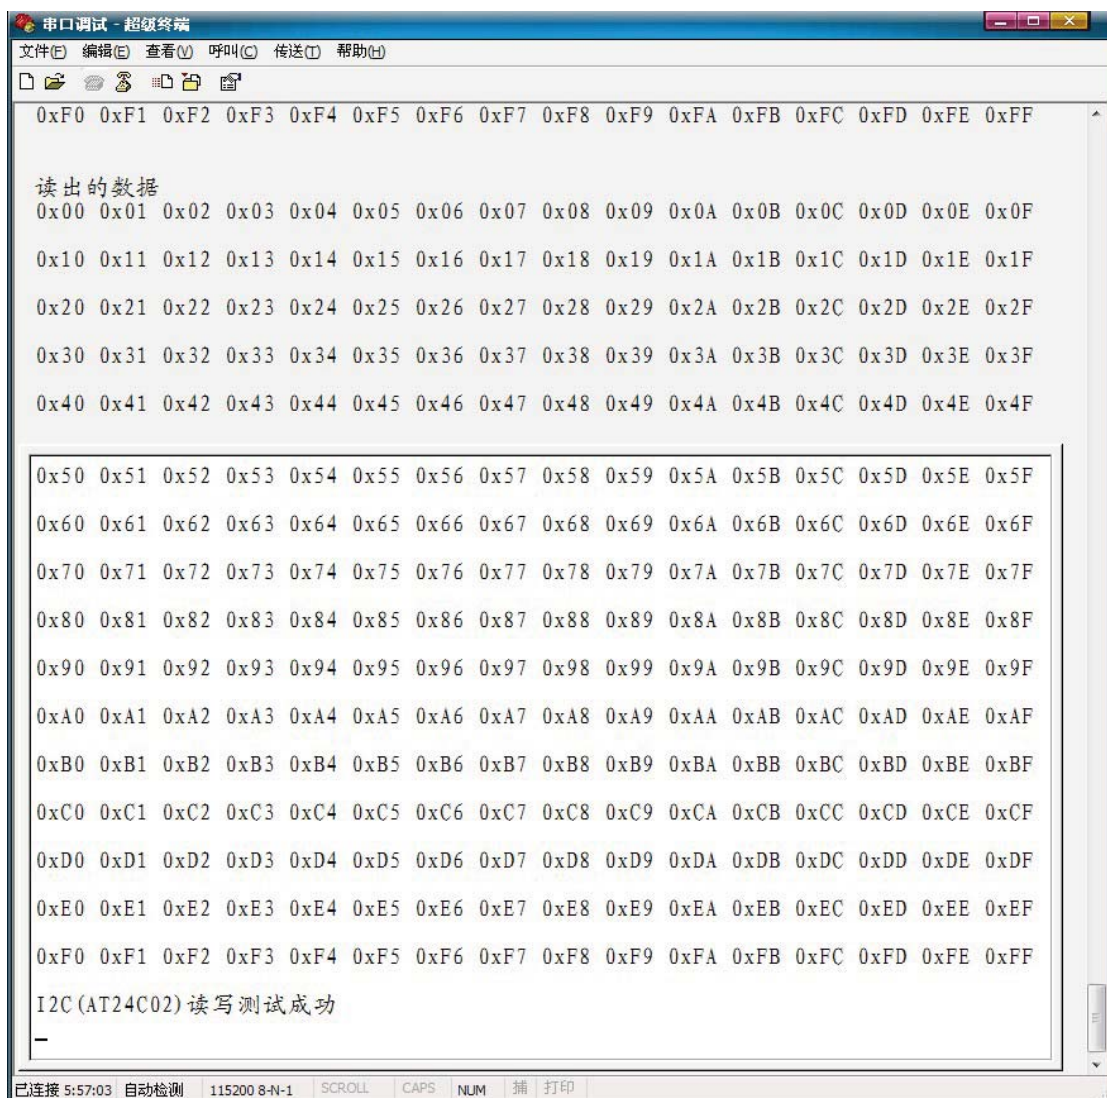 串口调试 - 超级终端
文件(F) 编辑(E) 查看(V) 呼叫(C) 传送(T) 帮助(H)
0xF0 0xF1 0xF2 0xF3 0xF4 0xF5 0xF6 0xF7 0xF8 0xF9 0xFA 0xFB 0xFC 0xFD 0xFE 0xFF
读出的数据
0x00 0x01 0x02 0x03 0x04 0x05 0x06 0x07 0x08 0x09 0x0A 0x0B 0x0C 0x0D 0x0E 0x0F
0x10 0x11 0x12 0x13 0x14 0x15 0x16 0x17 0x18 0x19 0x1A 0x1B 0x1C 0x1D 0x1E 0x1F
0x20 0x21 0x22 0x23 0x24 0x25 0x26 0x27 0x28 0x29 0x2A 0x2B 0x2C 0x2D 0x2E 0x2F
0x30 0x31 0x32 0x33 0x34 0x35 0x36 0x37 0x38 0x39 0x3A 0x3B 0x3C 0x3D 0x3E 0x3F
0x40 0x41 0x42 0x43 0x44 0x45 0x46 0x47 0x48 0x49 0x4A 0x4B 0x4C 0x4D 0x4E 0x4F
0x50 0x51 0x52 0x53 0x54 0x55 0x56 0x57 0x58 0x59 0x5A 0x5B 0x5C 0x5D 0x5E 0x5F
0x60 0x61 0x62 0x63 0x64 0x65 0x66 0x67 0x68 0x69 0x6A 0x6B 0x6C 0x6D 0x6E 0x6F
0x70 0x71 0x72 0x73 0x74 0x75 0x76 0x77 0x78 0x79 0x7A 0x7B 0x7C 0x7D 0x7E 0x7F
0x80 0x81 0x82 0x83 0x84 0x85 0x86 0x87 0x88 0x89 0x8A 0x8B 0x8C 0x8D 0x8E 0x8F
0x90 0x91 0x92 0x93 0x94 0x95 0x96 0x97 0x98 0x99 0x9A 0x9B 0x9C 0x9D 0x9E 0x9F
0xA0 0xA1 0xA2 0xA3 0xA4 0xA5 0xA6 0xA7 0xA8 0xA9 0xAA 0xAB 0xAC 0xAD 0xAE 0xAF
0xB0 0xB1 0xB2 0xB3 0xB4 0xB5 0xB6 0xB7 0xB8 0xB9 0xBA 0xBB 0xBC 0xBD 0xBE 0xBF
0xC0 0xC1 0xC2 0xC3 0xC4 0xC5 0xC6 0xC7 0xC8 0xC9 0xCA 0xCB 0xCC 0xCD 0xCE 0xCF
0xD0 0xD1 0xD2 0xD3 0xD4 0xD5 0xD6 0xD7 0xD8 0xD9 0xDA 0xDB 0xDC 0xDD 0xDE 0xDF
0xE0 0xE1 0xE2 0xE3 0xE4 0xE5 0xE6 0xE7 0xE8 0xE9 0xEA 0xEB 0xEC 0xED 0xEE 0xEF
0xF0 0xF1 0xF2 0xF3 0xF4 0xF5 0xF6 0xF7 0xF8 0xF9 0xFA 0xFB 0xFC 0xFD 0xFE 0xFF
I2C(AT24C02)读写测试成功
已连接 5:57:03 自动检测 115200 8-N-1 SCROLL CAPS NUM 捕 打印